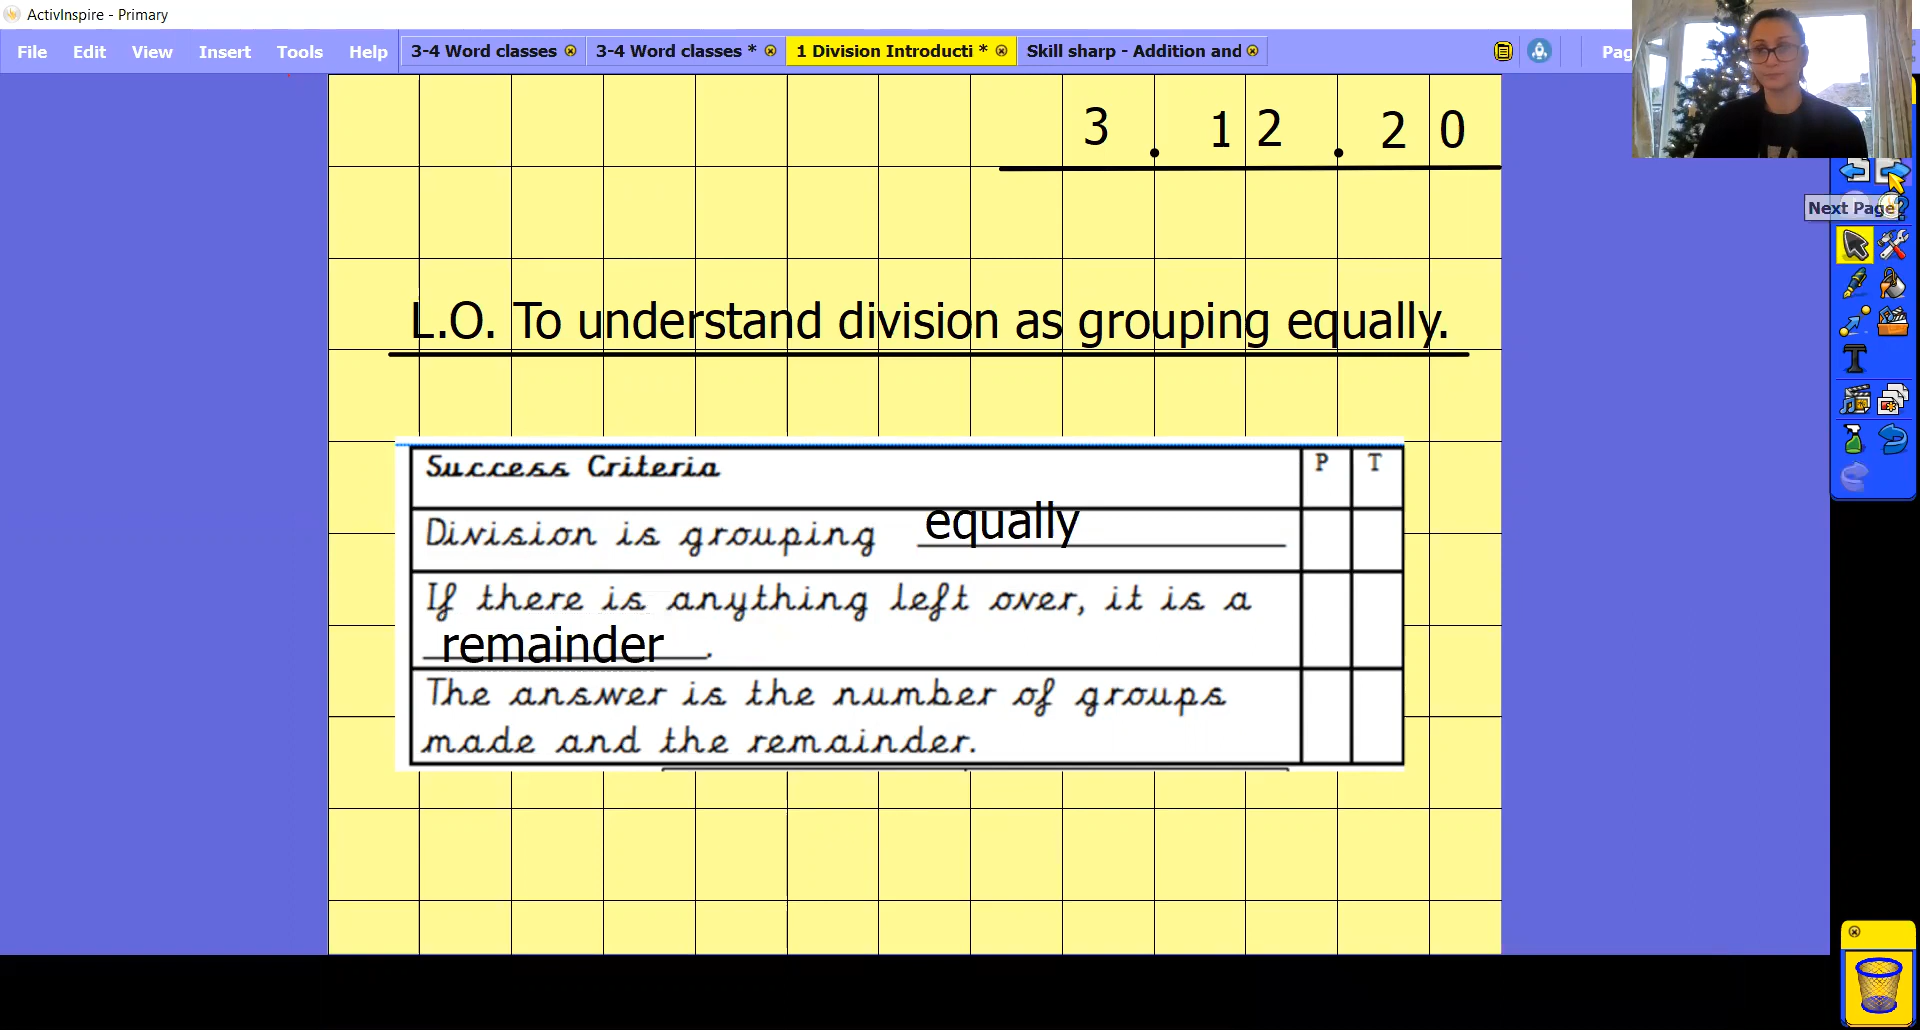 ActivInspire - Primary
File Edit View Insert Tools Help 3-4 Word classes 3-4 Word classes * 1 Division Introducti * Skill sharp - Addition and
3 . 12 . 20
Next Page
L.O. To understand division as grouping equally.
Success Criteria P T
Division is grouping equally
If there is anything left over, it is a
remainder.
The answer is the number of groups
made and the remainder.